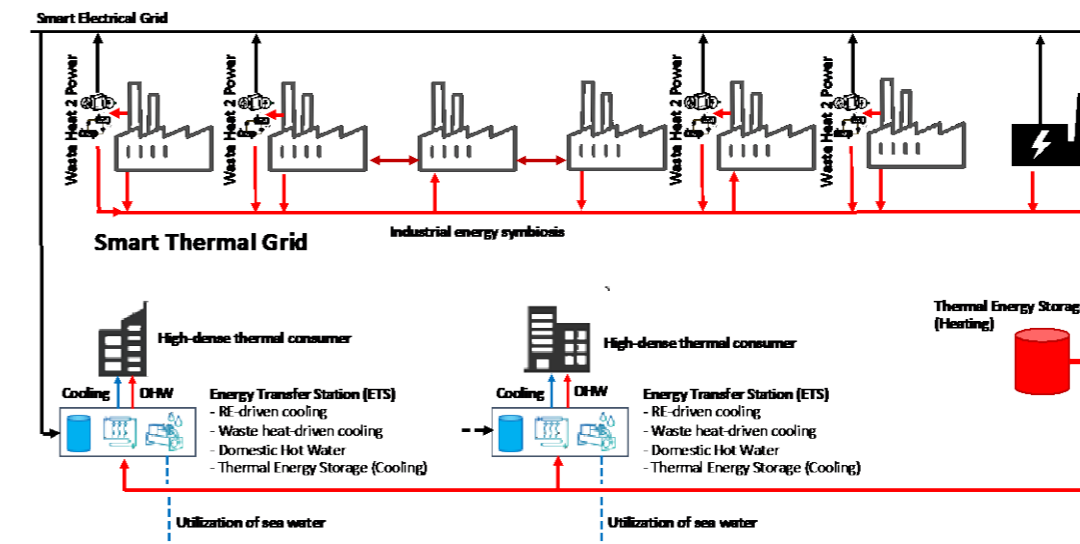 Smart Electrical Grid
Waste Heat 2 Power
Waste Heat 2 Power
Waste Heat 2 Power
Waste Heat 2 Power
Industrial energy symbiosis
Smart Thermal Grid
High-dense thermal consumer
High-dense thermal consumer
Thermal Energy Storag
(Heating)
Cooling
DHW
Energy Transfer Station (ETS)
- RE-driven cooling
- Waste heat-driven cooling
- Domestic Hot Water
- Thermal Energy Storage (Cooling)
Cooling
DHW
Energy Transfer Station (ETS)
- RE-driven cooling
- Waste heat-driven cooling
- Domestic Hot Water
- Thermal Energy Storage (Cooling)
Utilization of sea water
Utilization of sea water